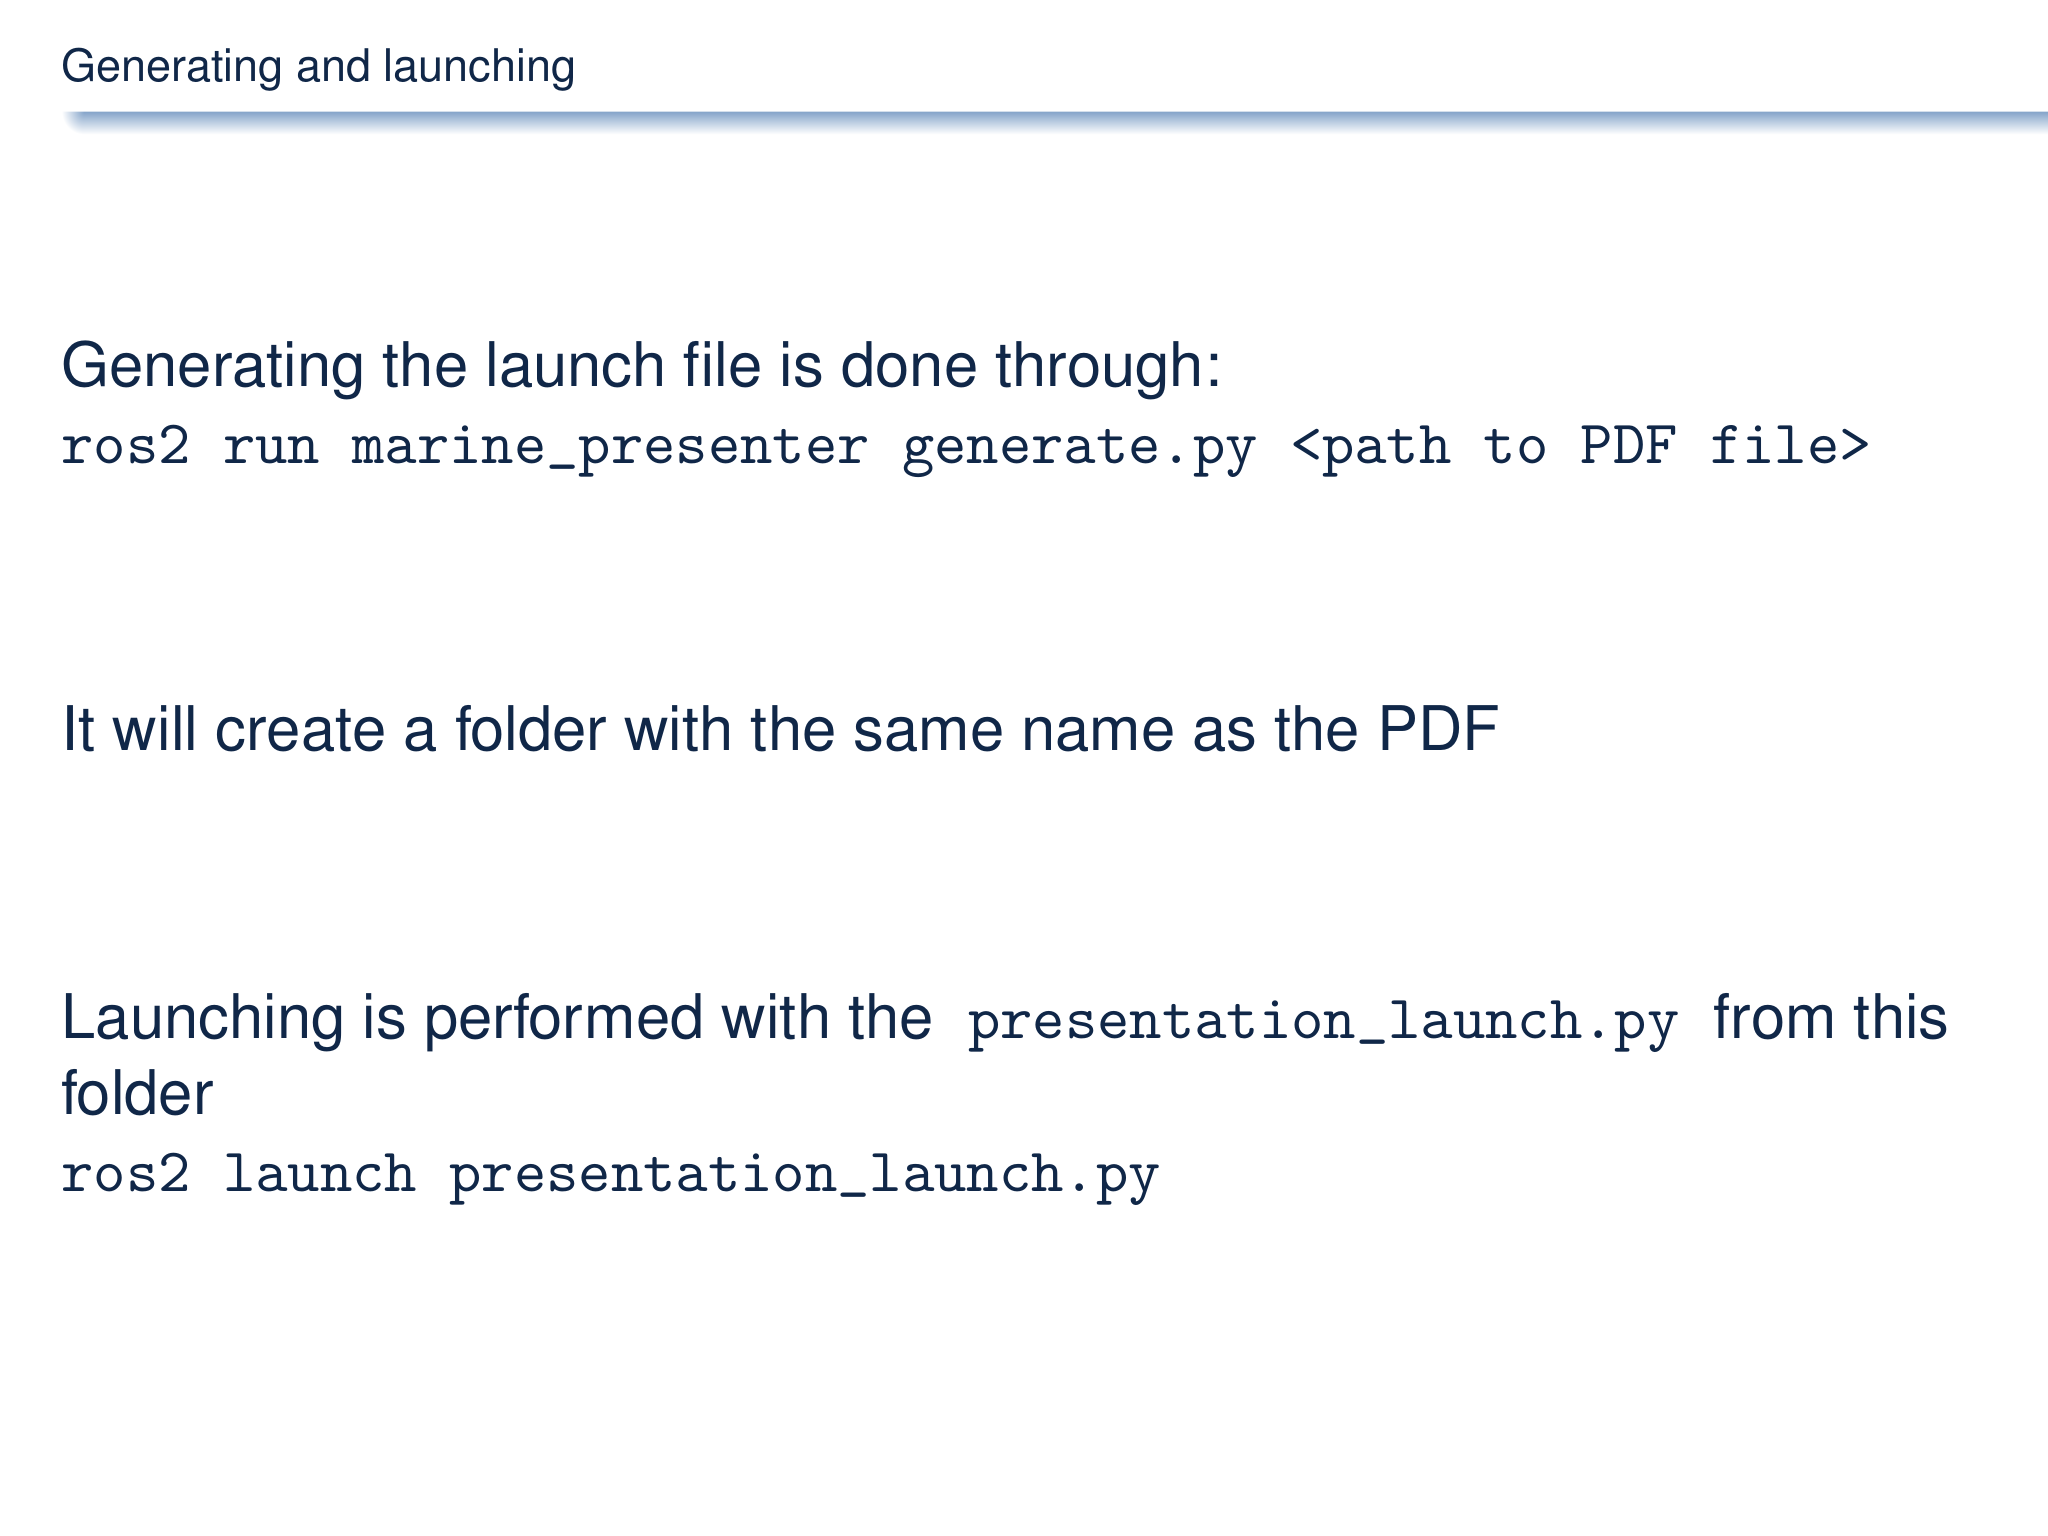 Generating and launching
Generating the launch file is done through:
ros2 run marine_presenter generate.py <path to PDF file>
It will create a folder with the same name as the PDF
Launching is performed with the presentation_launch.py from this
folder
ros2 launch presentation_launch.py